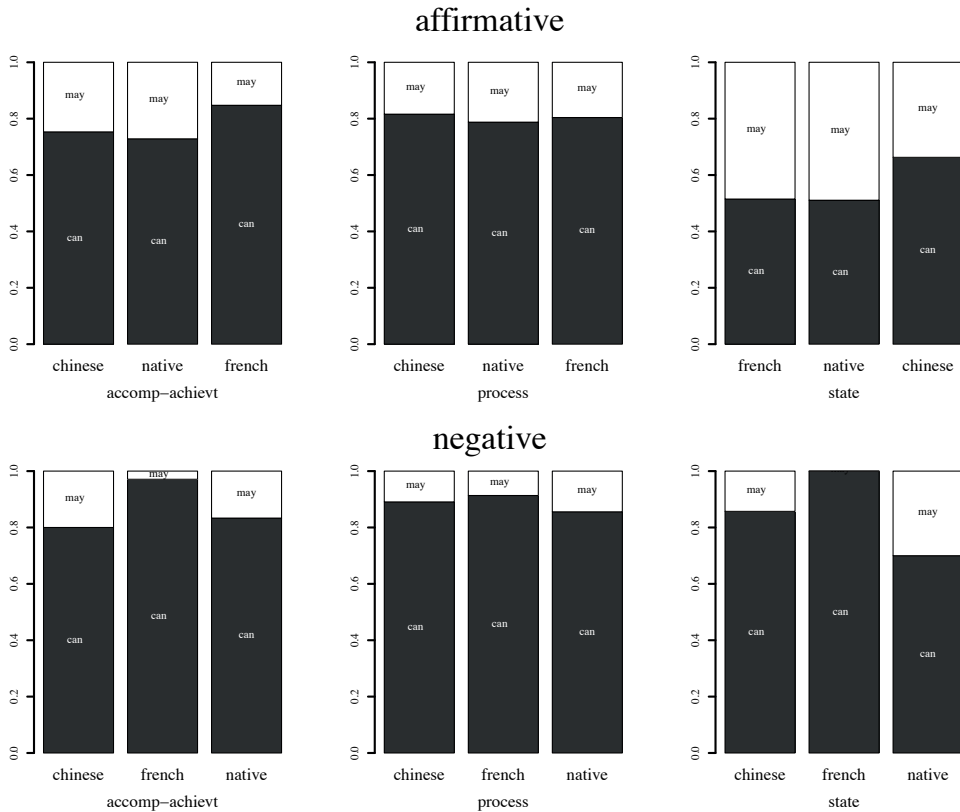 affirmative
1.0
0.8
0.6
0.4
0.2
0.0
may
may
may
can
can
can
chinese native french
accomp−achievt
1.0
0.8
0.6
0.4
0.2
0.0
may
may
may
can
can
can
chinese native french
process
1.0
0.8
0.6
0.4
0.2
0.0
may
may
may
can
can
can
french native chinese
state
negative
1.0
0.8
0.6
0.4
0.2
0.0
may
may
may
can
can
can
chinese french native
accomp−achievt
1.0
0.8
0.6
0.4
0.2
0.0
may
may
may
can
can
can
chinese french native
process
1.0
0.8
0.6
0.4
0.2
0.0
may
may
can
can
can
chinese french native
state